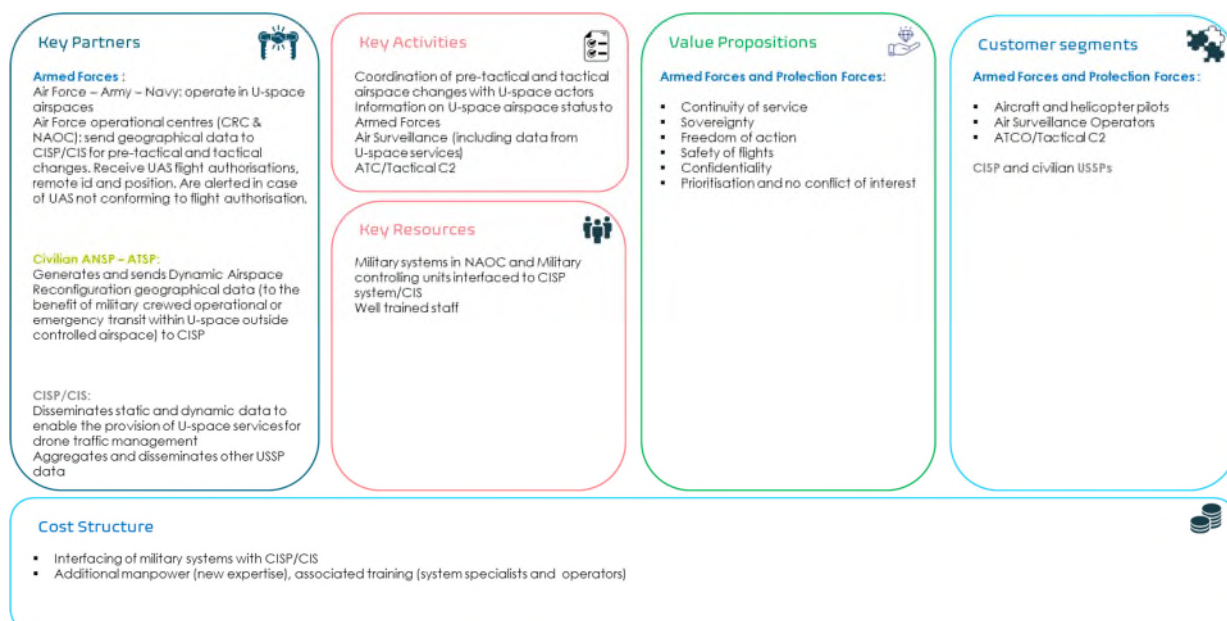 Key Partners
Armed Forces :
Air Force – Army – Navy: operate in U-space
airspaces
Air Force operational centres (CRC &
NAOC): send geographical data to
CISP/CIS for pre-tactical and tactical
changes. Receive UAS flight authorisations,
remote id and position. Are alerted in case
of UAS not conforming to flight authorisation.
Civilian ANSP – ATSP:
Generates and sends Dynamic Airspace
Reconfiguration geographical data (to the
benefit of military crewed operational or
emergency transit within U-space outside
controlled airspace) to CISP
CISP/CIS:
Disseminates static and dynamic data to
enable the provision of U-space services for
drone traffic management
Aggregates and disseminates other USSP
data
Key Activities
Coordination of pre-tactical and tactical
airspace changes with U-space actors
Information on U-space airspace status to
Armed Forces
Air Surveillance (including data from
U-space services)
ATC/Tactical C2
Key Resources
Military systems in NAOC and Military
controlling units interfaced to CISP
system/CIS
Well trained staff
Value Propositions
Armed Forces and Protection Forces:
▪ Continuity of service
▪ Sovereignty
▪ Freedom of action
▪ Safety of flights
▪ Confidentiality
▪ Prioritisation and no conflict of interest
Customer segments
Armed Forces and Protection Forces :
▪ Aircraft and helicopter pilots
▪ Air Surveillance Operators
▪ ATCO/Tactical C2
CISP and civilian USSPs
Cost Structure
▪ Interfacing of military systems with CISP/CIS
▪ Additional manpower (new expertise), associated training (system specialists and operators)